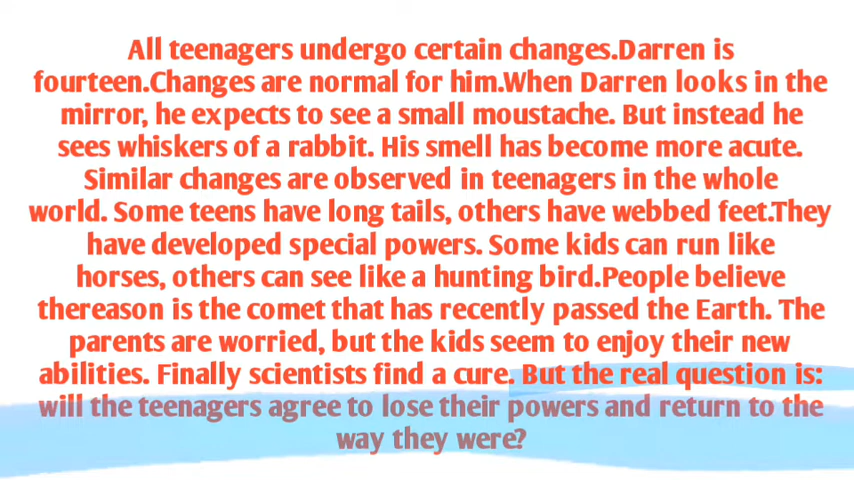 All teenagers undergo certain changes.Darren is
fourteen.Changes are normal for him.When Darren looks in the
mirror, he expects to see a small moustache. But instead he
sees whiskers of a rabbit. His smell has become more acute.
Similar changes are observed in teenagers in the whole
world. Some teens have long tails, others have webbed feet.They
have developed special powers. Some kids can run like
horses, others can see like a hunting bird.People believe
thereason is the comet that has recently passed the Earth. The
parents are worried, but the kids seem to enjoy their new
abilities. Finally scientists find a cure. But the real question is:
will the teenagers agree to lose their powers and return to the
way they were?